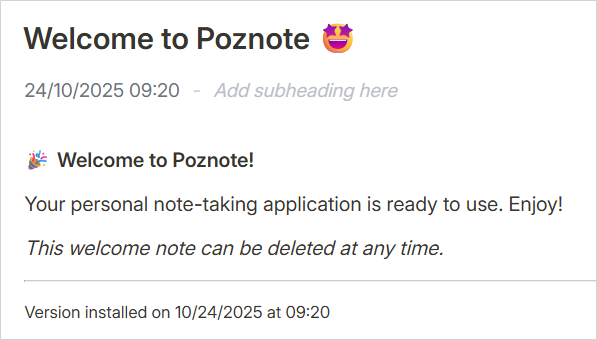 Welcome to Poznote 🤩
24/10/2025 09:20 - Add subheading here
🎉 Welcome to Poznote!
Your personal note-taking application is ready to use. Enjoy!
This welcome note can be deleted at any time.
Version installed on 10/24/2025 at 09:20